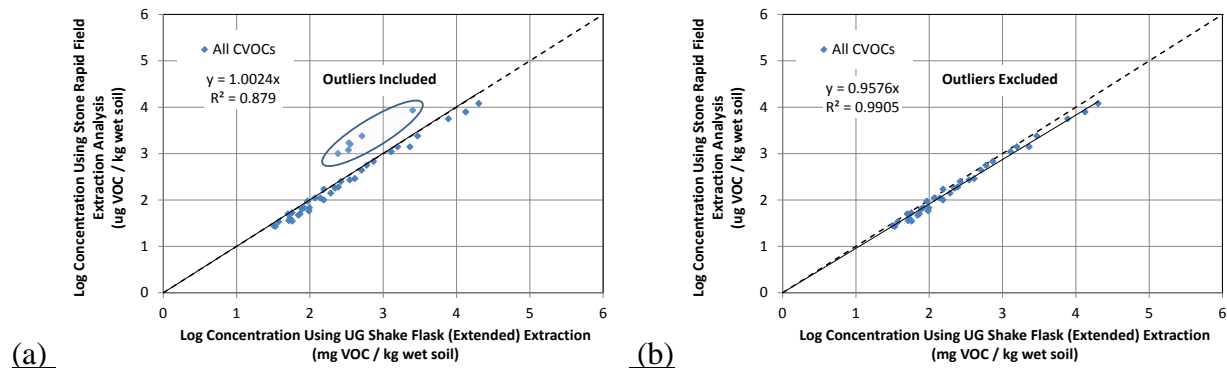 Log Concentration Using Stone Rapid Field
Extraction Analysis
(ug VOC / kg wet soil)
6
5
4
3
2
1
0
All CVOCs
y = 1.0024x
R² = 0.879
Outliers Included
0 1 2 3 4 5 6
Log Concentration Using UG Shake Flask (Extended) Extraction
(mg VOC / kg wet soil)
(a)
Log Concentration Using Stone Rapid Field
Extraction Analysis
(ug VOC / kg wet soil)
6
5
4
3
2
1
0
All CVOCs
y = 0.9576x
R² = 0.9905
Outliers Excluded
0 1 2 3 4 5 6
Log Concentration Using UG Shake Flask (Extended) Extraction
(mg VOC / kg wet soil)
(b)